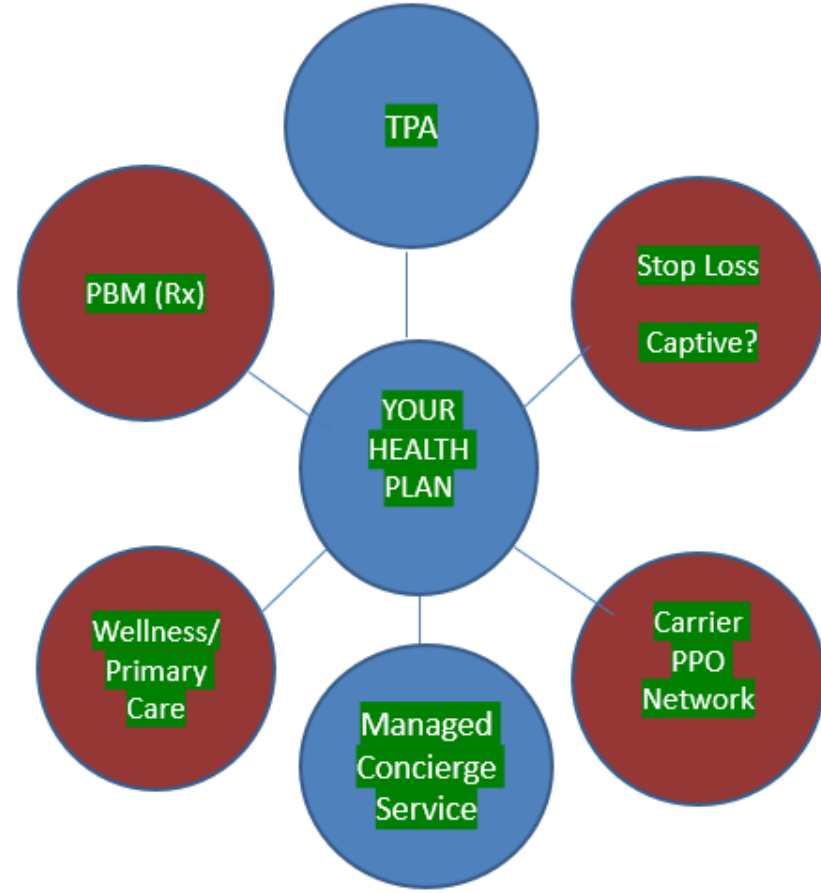 TPA
PBM (Rx)
Stop Loss
Captive?
YOUR
HEALTH
PLAN
Wellness/
Primary
Care
Managed
Concierge
Service
Carrier
PPO
Network